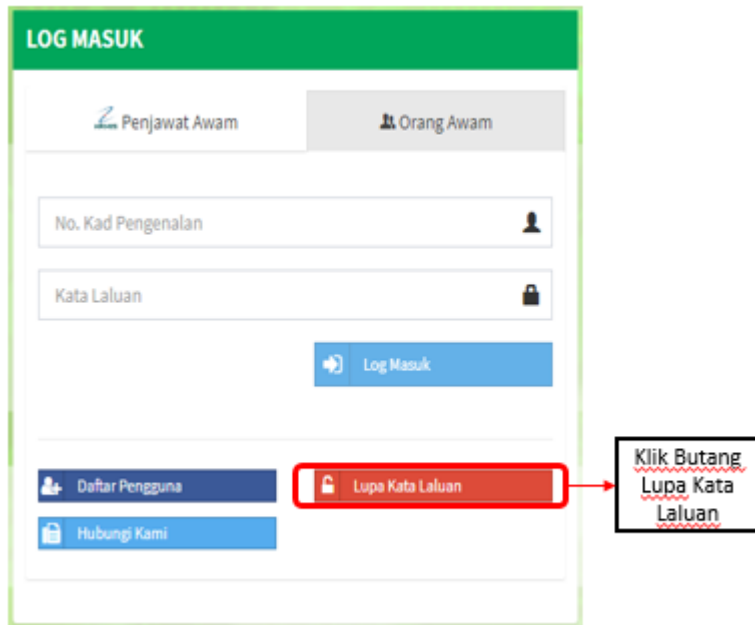 LOG MASUK
Penjawat Awam
Orang Awam
No. Kad Pengenalan
Kata Laluan
Log Masuk
Daftar Pengguna
Lupa Kata Laluan
Hubungi Kami
Klik Butang
Lupa Kata
Laluan